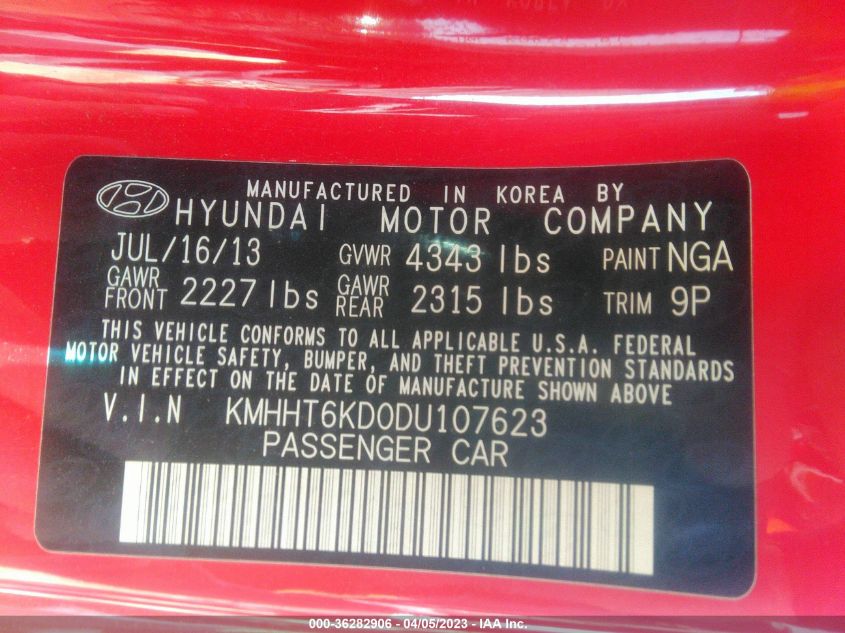 MANUFACTURED IN KOREA BY
HYUNDAI MOTOR COMPANY
JUL/16/13 GVWR 4343 lbs PAINT NGA
GAWR FRONT 2227 lbs GAWR REAR 2315 lbs TRIM 9P
THIS VEHICLE CONFORMS TO ALL APPLICABLE U.S.A. FEDERAL
MOTOR VEHICLE SAFETY, BUMPER, AND THEFT PREVENTION STANDARDS
IN EFFECT ON THE DATE OF MANUFACTURE SHOWN ABOVE
V.I.N KMHHT6KD0DU107623
PASSENGER CAR
000-36282906 - 04/05/2023 - IAA Inc.